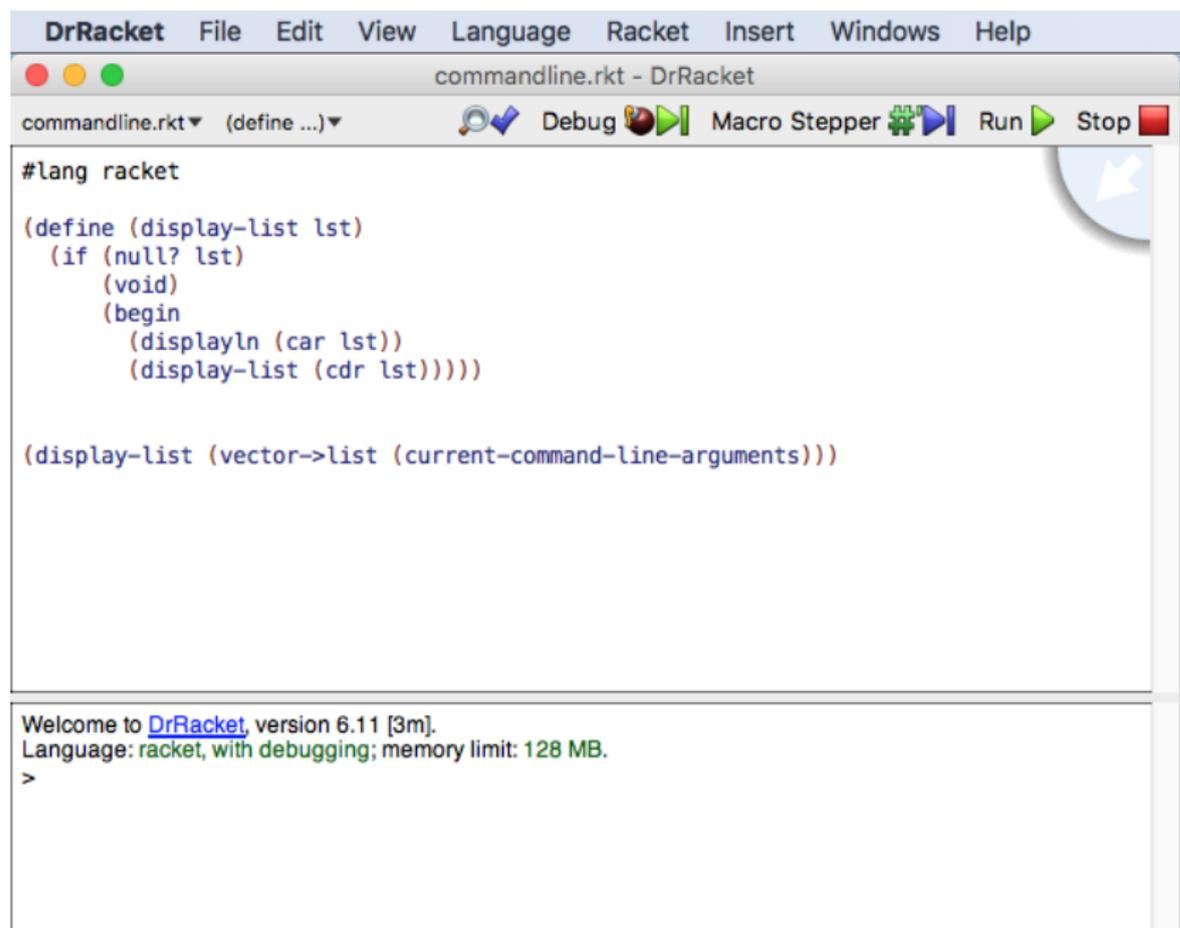 DrRacket File Edit View Language Racket Insert Windows Help
commandline.rkt - DrRacket
commandline.rkt▼ (define ...)▼ Debug Macro Stepper Run Stop
#lang racket
(define (display-list lst)
  (if (null? lst)
      (void)
      (begin
        (displayln (car lst))
        (display-list (cdr lst)))))
(display-list (vector->list (current-command-line-arguments)))
Welcome to DrRacket, version 6.11 [3m].
Language: racket, with debugging; memory limit: 128 MB.
>